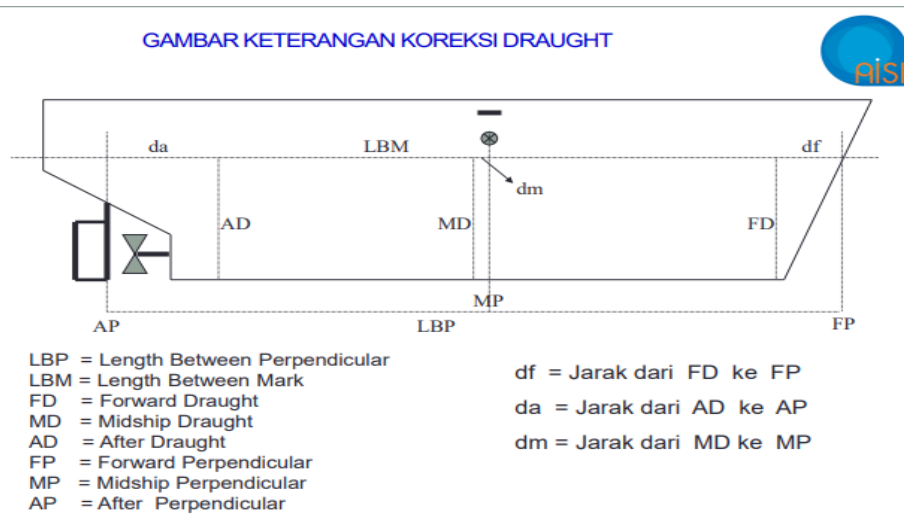 GAMBAR KETERANGAN KOREKSI DRAUGHT
AiS
da LBM df
dm
AD MD FD
MP
AP LBP FP
LBP = Length Between Perpendicular
LBM = Length Between Mark
FD = Forward Draught
MD = Midship Draught
AD = After Draught
FP = Forward Perpendicular
MP = Midship Perpendicular
AP = After Perpendicular
df = Jarak dari FD ke FP
da = Jarak dari AD ke AP
dm = Jarak dari MD ke MP